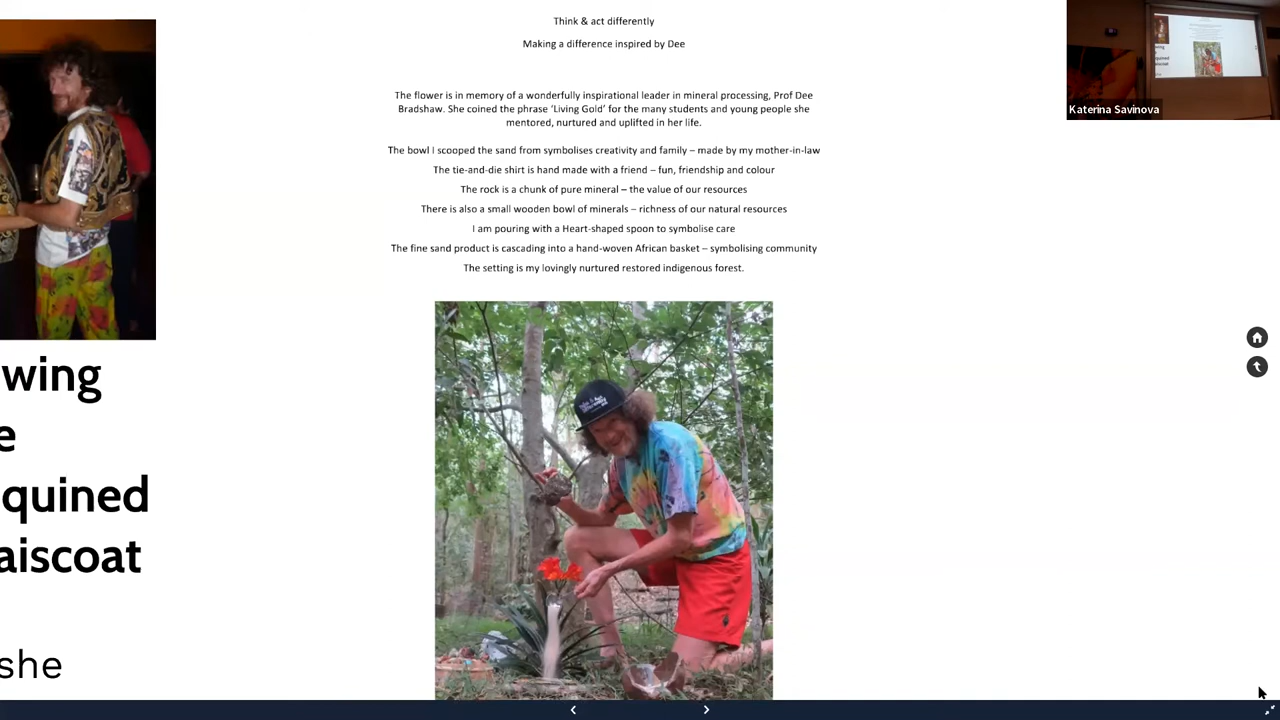 Think & act differently
Making a difference inspired by Dee
The flower is in memory of a wonderfully inspirational leader in mineral processing, Prof Dee
Bradshaw. She coined the phrase ‘Living Gold’ for the many students and young people she
mentored, nurtured and uplifted in her life.
The bowl I scooped the sand from symbolises creativity and family – made by my mother-in-law
The tie-and-die shirt is hand made with a friend – fun, friendship and colour
The rock is a chunk of pure mineral – the value of our resources
There is also a small wooden bowl of minerals – richness of our natural resources
I am pouring with a Heart-shaped spoon to symbolise care
The fine sand product is cascading into a hand-woven African basket – symbolising community
The setting is my lovingly nurtured restored indigenous forest.
wing
e
quined
aiscoat
she
Katerina Savinova